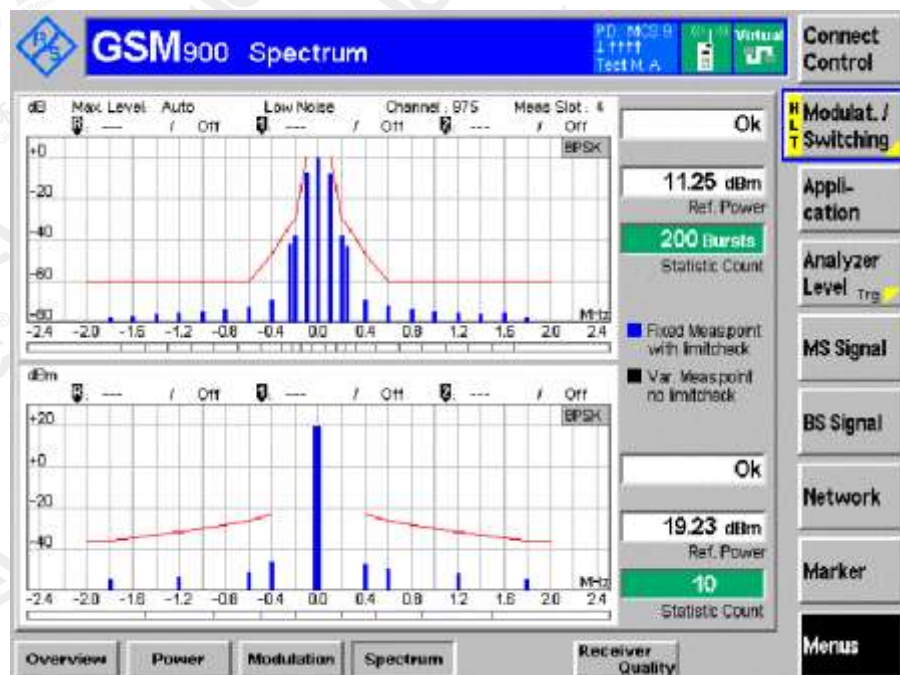 R&S
GSM900 Spectrum
P.D.: MCS 9
Test M. A
Virtual
Connect Control
dB Max. Level: Auto Low Noise Channel: 975 Meas Slot: 4
--- / Off --- / Off --- / Off
BPSK
+0
-20
-40
-60
-80
MHz
-2.4 -2.0 -1.6 -1.2 -0.8 -0.4 0.0 0.4 0.8 1.2 1.6 2.0 2.4
Ok
11.25 dBm
Ref. Power
200 Bursts
Statistic Count
Fixed Measpoint
with limitcheck
Var. Measpoint
no limitcheck
dBm
--- / Off --- / Off --- / Off
BPSK
+20
+0
-20
-40
MHz
-2.4 -2.0 -1.6 -1.2 -0.8 -0.4 0.0 0.4 0.8 1.2 1.6 2.0 2.4
Ok
19.23 dBm
Ref. Power
10
Statistic Count
HLT
Modulat. /
Switching
Appli-
cation
Analyzer
Level Trg
MS Signal
BS Signal
Network
Marker
Menus
Overview Power Modulation Spectrum Receiver
Quality